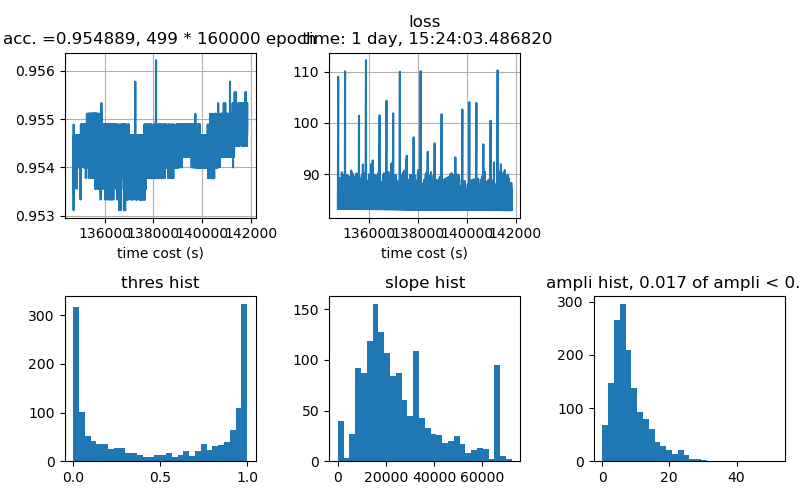 loss
acc. =0.954889, 499 * 160000 epoch
time: 1 day, 15:24:03.486820
0.956
0.955
0.954
0.953
136000 138000 140000 142000
time cost (s)
110
100
90
136000 138000 140000 142000
time cost (s)
thres hist
300
200
100
0
0.0 0.5 1.0
slope hist
150
100
50
0
0 20000 40000 60000
ampli hist, 0.017 of ampli < 0.
300
200
100
0
0 20 40